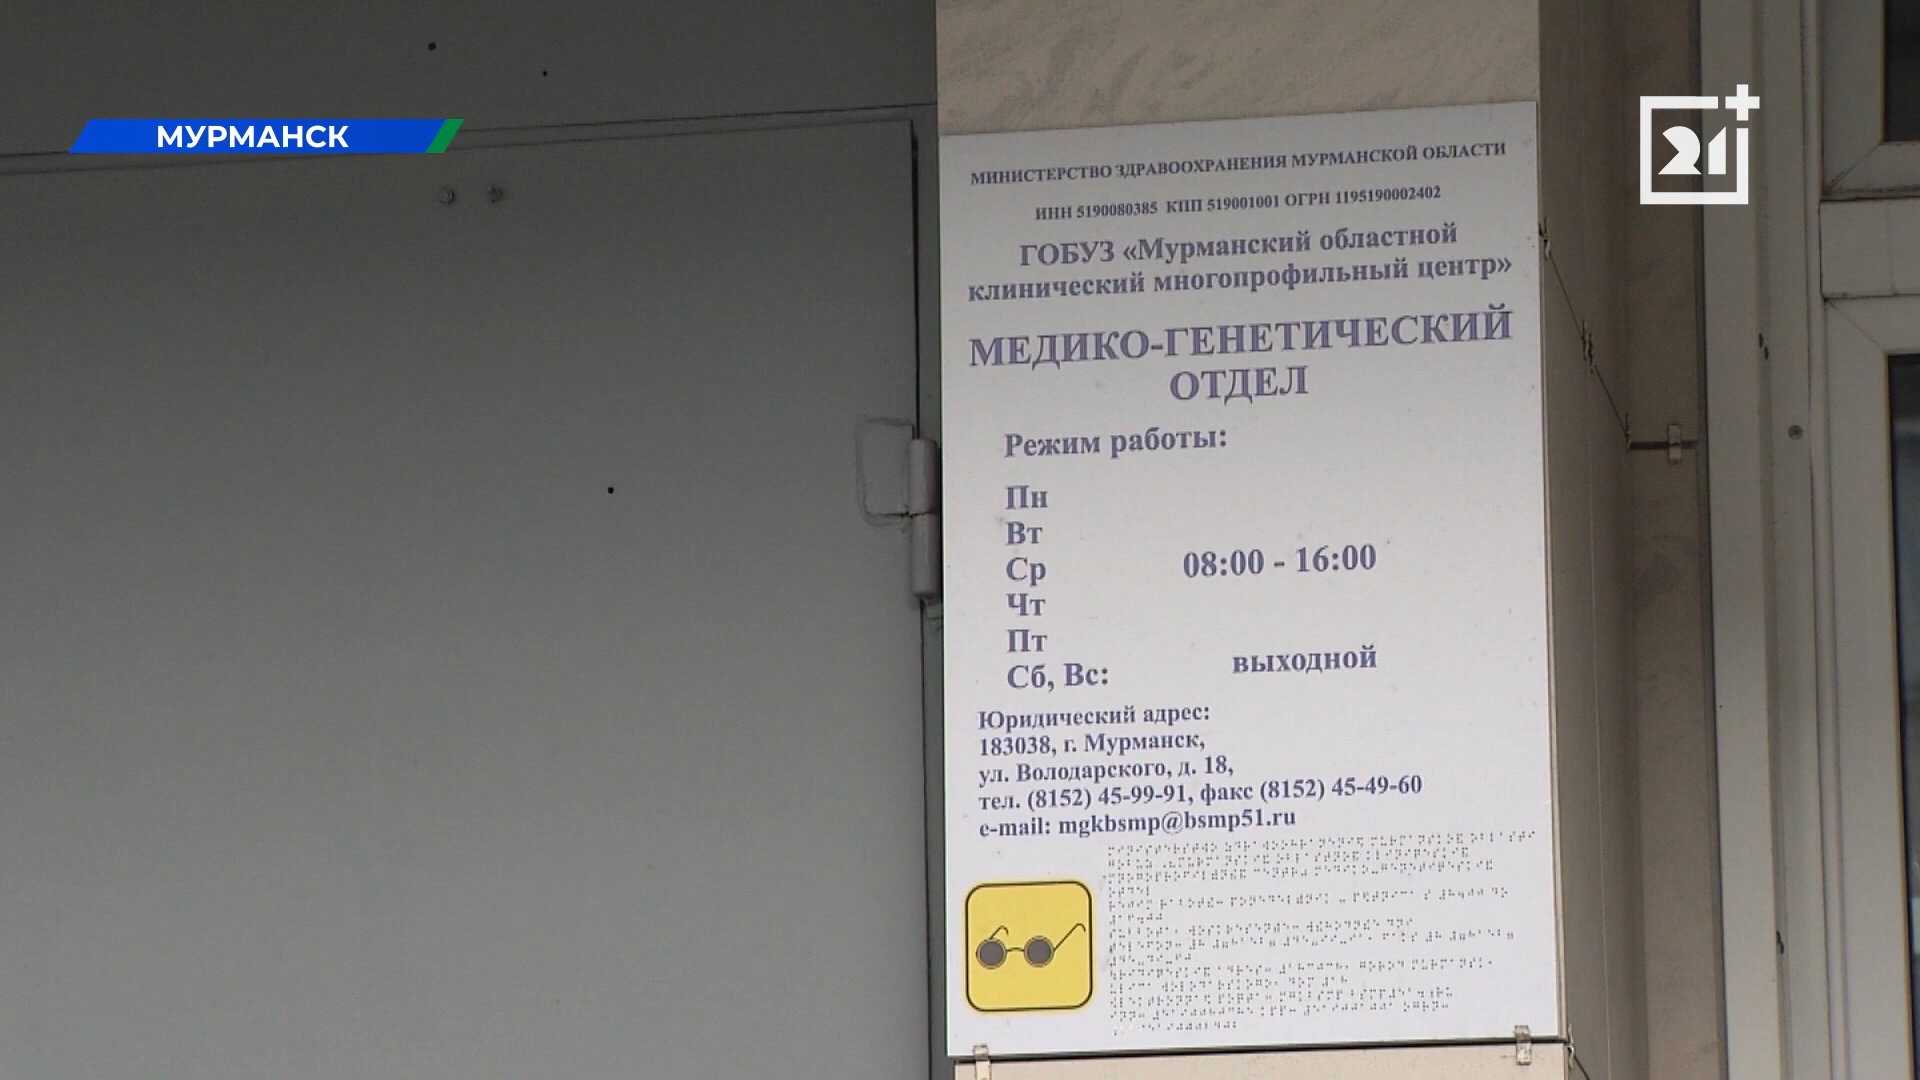 МУРМАНСК
21+
МИНИСТЕРСТВО ЗДРАВООХРАНЕНИЯ МУРМАНСКОЙ ОБЛАСТИ
ИНН 5190080385 КПП 519001001 ОГРН 1195190002402
ГОБУЗ «Мурманский областной
клинический многопрофильный центр»
МЕДИКО-ГЕНЕТИЧЕСКИЙ
ОТДЕЛ
Режим работы:
Пн
Вт
Ср 08:00 - 16:00
Чт
Пт
Сб, Вс: выходной
Юридический адрес:
183038, г. Мурманск,
ул. Володарского, д. 18,
тел. (8152) 45-99-91, факс (8152) 45-49-60
e-mail: mgkbsmp@bsmp51.ru